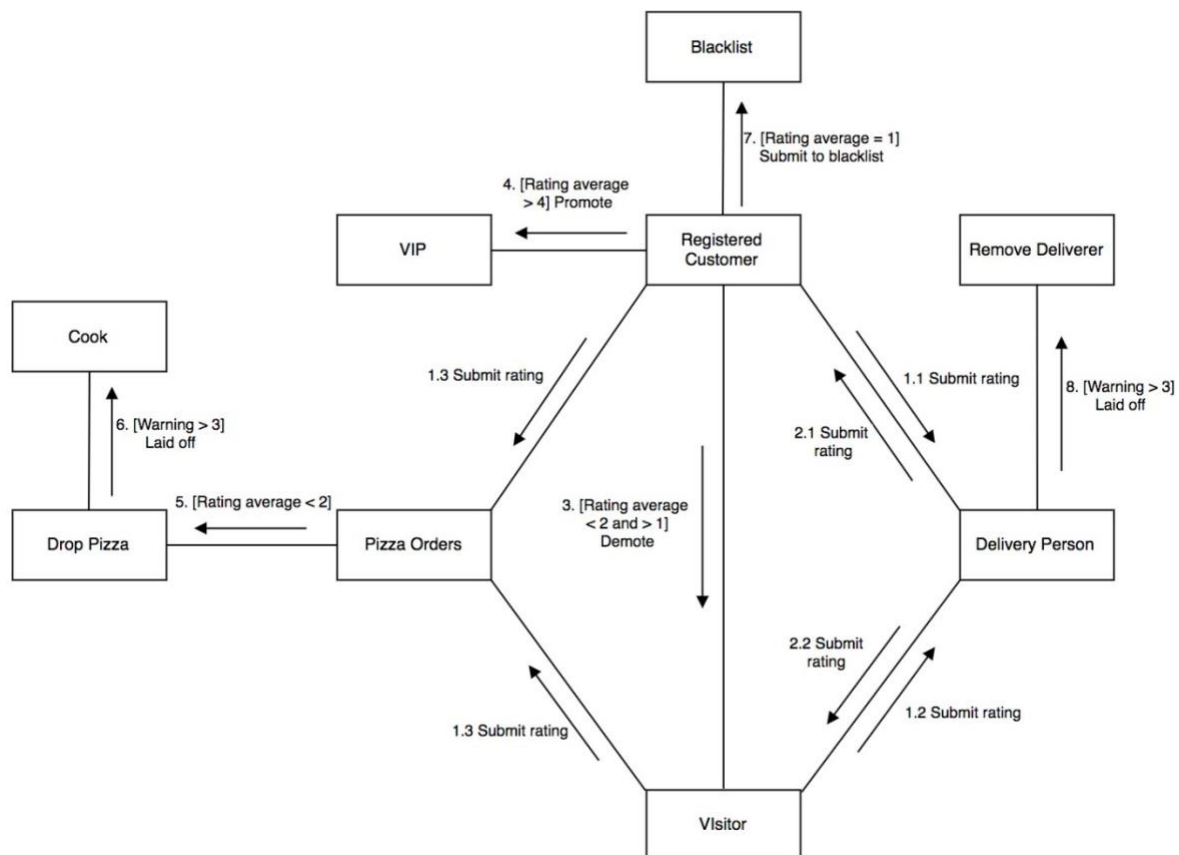 Blacklist
7. [Rating average = 1]
Submit to blacklist
4. [Rating average
> 4] Promote
VIP
Registered
Customer
Remove Deliverer
Cook
1.3 Submit rating
1.1 Submit rating
8. [Warning > 3]
Laid off
6. [Warning > 3]
Laid off
2.1 Submit
rating
5. [Rating average < 2]
3. [Rating average
< 2 and > 1]
Demote
Drop Pizza
Pizza Orders
Delivery Person
2.2 Submit
rating
1.3 Submit rating
1.2 Submit rating
VIsitor